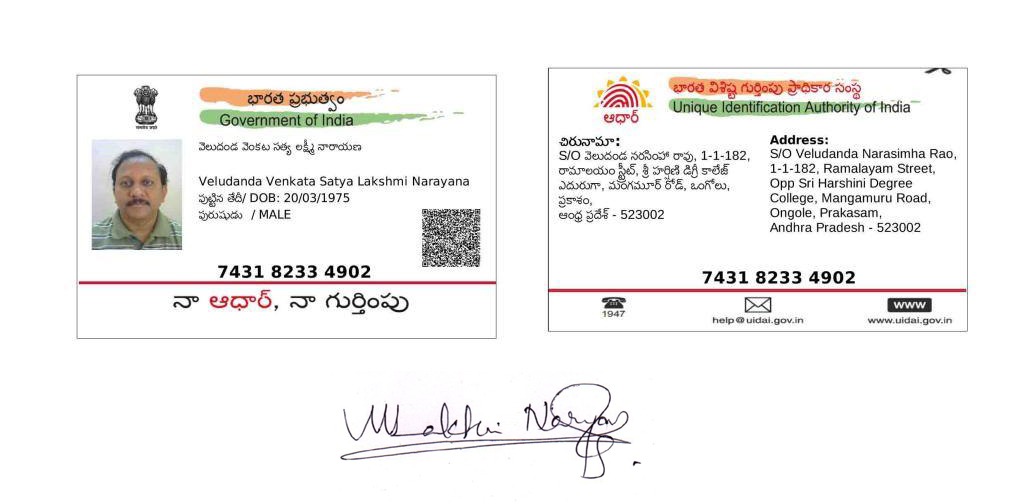 భారత ప్రభుత్వం
Government of India
వెలుదండ వెంకట సత్య లక్ష్మీ నారాయణ
Veludanda Venkata Satya Lakshmi Narayana
పుట్టిన తేదీ/ DOB: 20/03/1975
పురుషుడు / MALE
7431 8233 4902
నా ఆధార్, నా గుర్తింపు
ఆధార్
భారత విశిష్ట గుర్తింపు ప్రాధికార సంస్థ
Unique Identification Authority of India
చిరునామా:
S/O వెలుదండ నరసింహా రావు, 1-1-182,
రామాలయం స్ట్రీట్, శ్రీ హర్షిణి డిగ్రీ కాలేజ్
ఎదురుగా, మంగమూర్ రోడ్, ఒంగోలు,
ప్రకాశం,
ఆంధ్ర ప్రదేశ్ - 523002
Address:
S/O Veludanda Narasimha Rao,
1-1-182, Ramalayam Street,
Opp Sri Harshini Degree
College, Mangamuru Road,
Ongole, Prakasam,
Andhra Pradesh - 523002
7431 8233 4902
1947
help@uidai.gov.in
WWW
www.uidai.gov.in